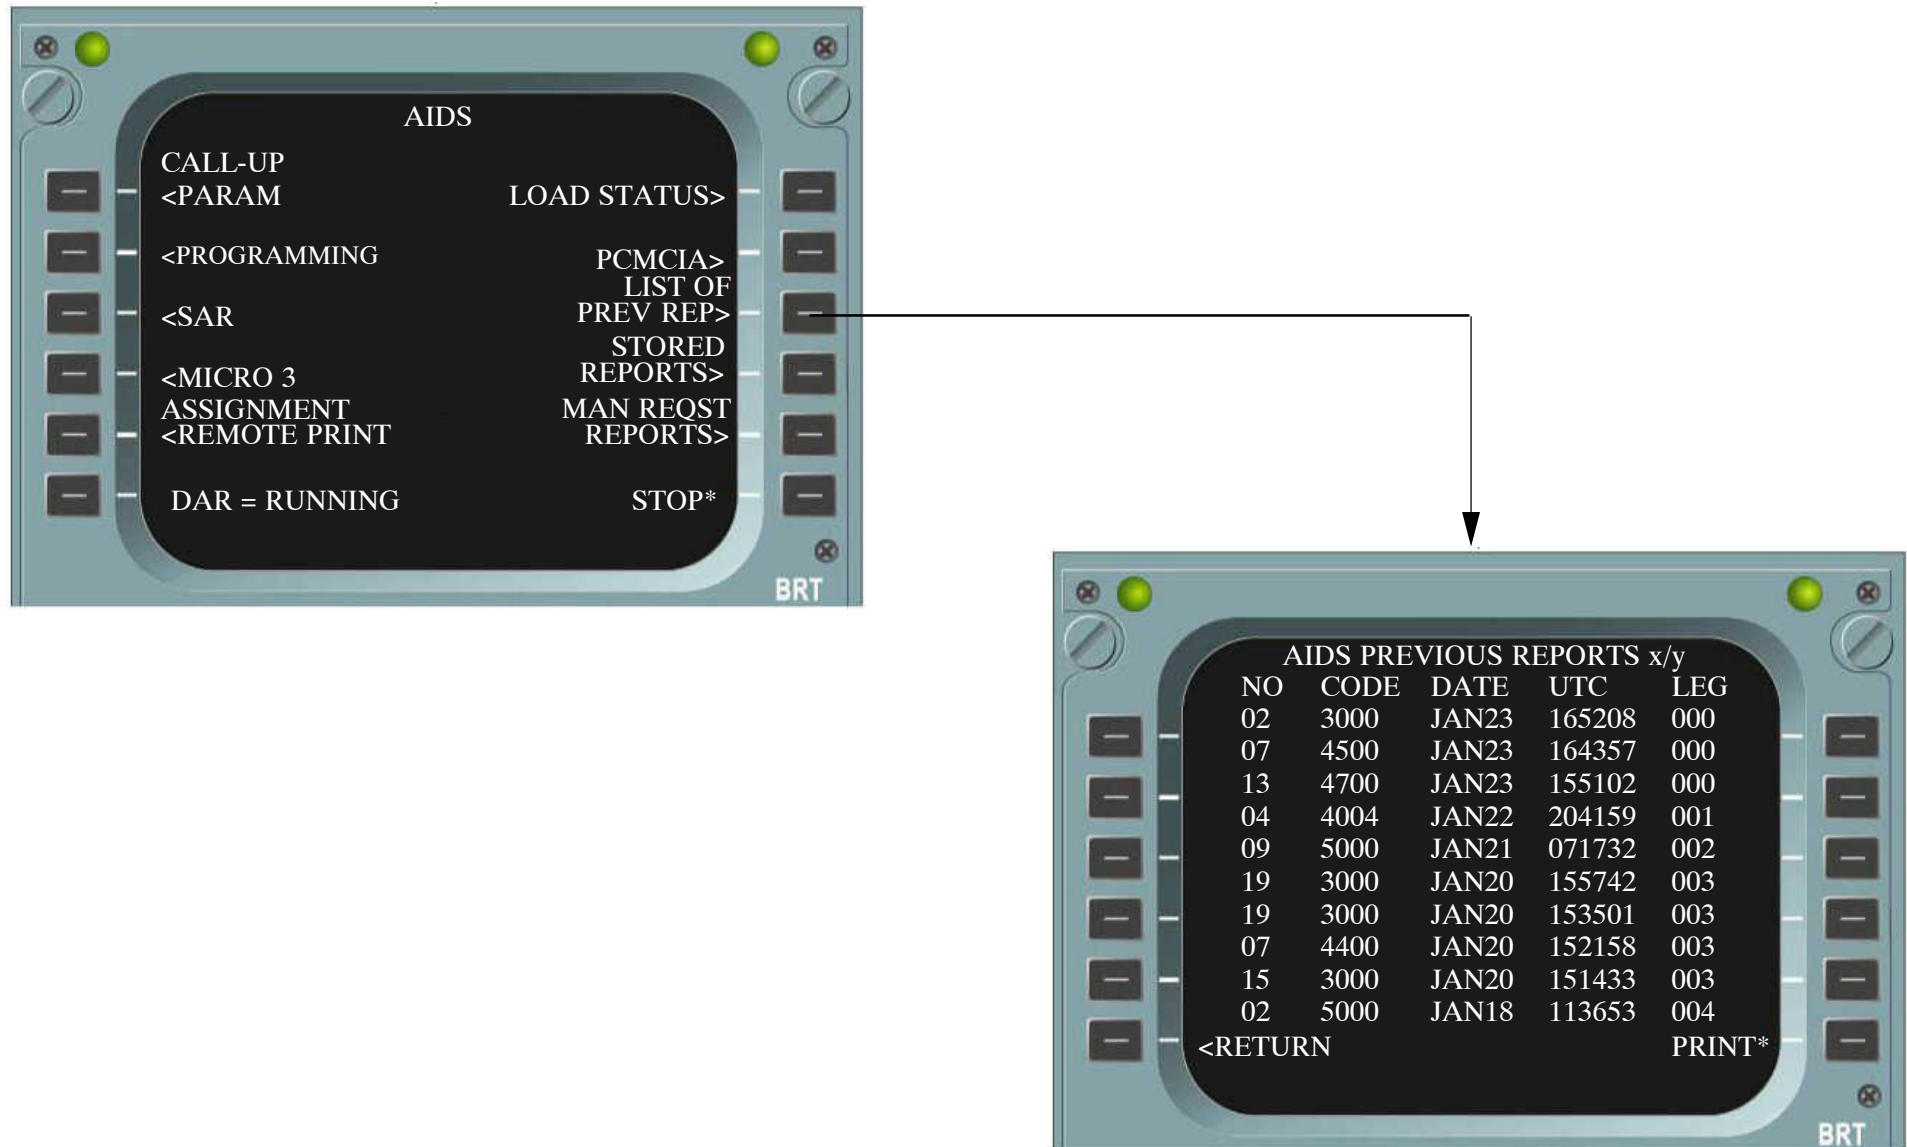 AIDS
CALL-UP
<PARAM LOAD STATUS>
<PROGRAMMING PCMCIA>
LIST OF
<SAR PREV REP>
STORED
<MICRO 3 REPORTS>
ASSIGNMENT MAN REQST
<REMOTE PRINT REPORTS>
DAR = RUNNING STOP*
BRT
AIDS PREVIOUS REPORTS x/y
NO CODE DATE UTC LEG
02 3000 JAN23 165208 000
07 4500 JAN23 164357 000
13 4700 JAN23 155102 000
04 4004 JAN22 204159 001
09 5000 JAN21 071732 002
19 3000 JAN20 155742 003
19 3000 JAN20 153501 003
07 4400 JAN20 152158 003
15 3000 JAN20 151433 003
02 5000 JAN18 113653 004
<RETURN PRINT*
BRT